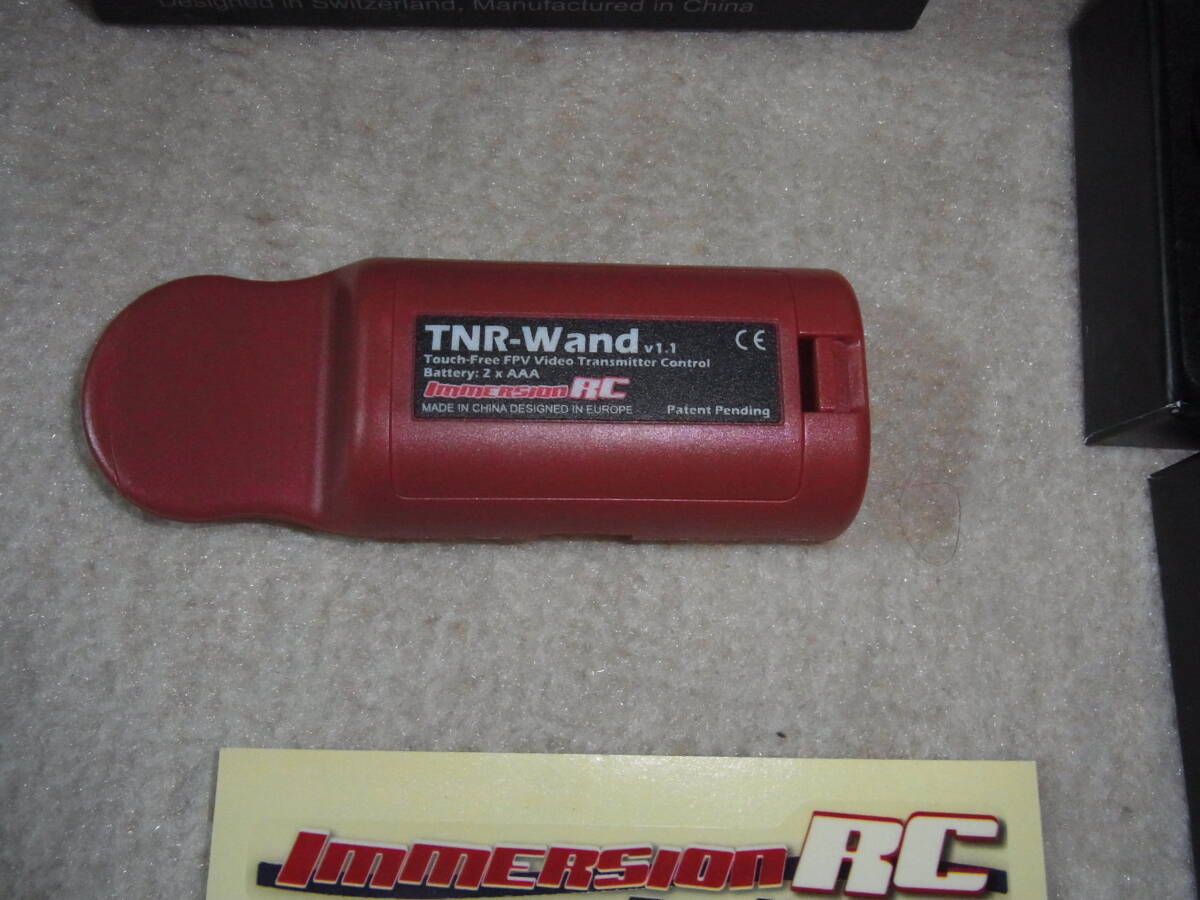 Designed in Switzerland, Manufactured in China
TNR-Wand v1.1
CE
Touch-Free FPV Video Transmitter Control
Battery: 2 x AAA
ImmersionRC
MADE IN CHINA DESIGNED IN EUROPE
Patent Pending
ImmersionRC